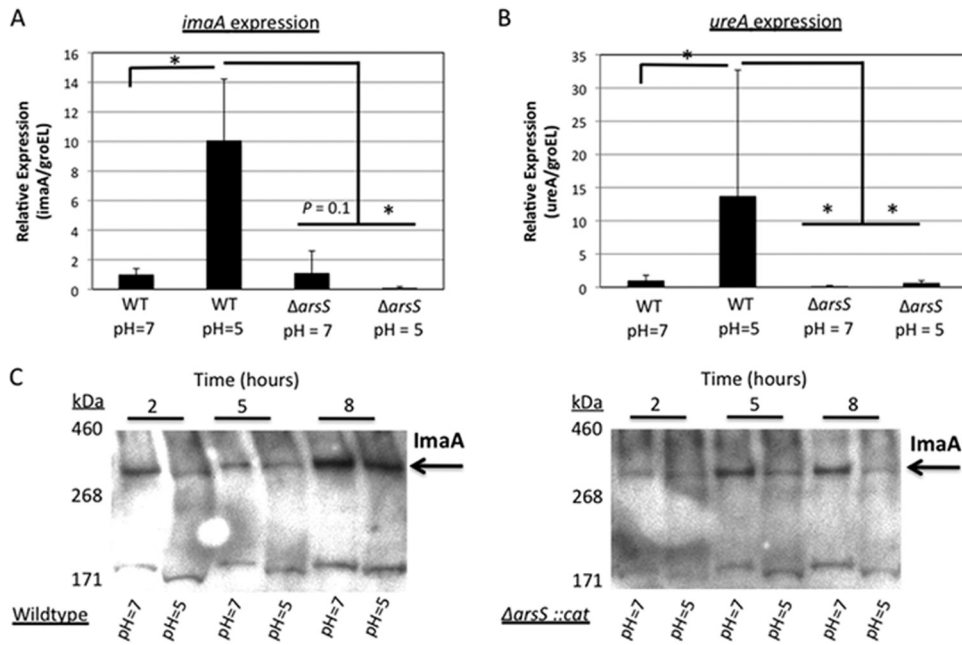 A
imaA expression
Relative Expression
(imaA/groEL)
16
14
12
10
8
6
4
2
0
*
P = 0.1
*
WT
pH=7
WT
pH=5
ΔarsS
pH = 7
ΔarsS
pH = 5
B
ureA expression
Relative Expression
(ureA/groEL)
35
30
25
20
15
10
5
0
*
*
*
WT
pH=7
WT
pH=5
ΔarsS
pH = 7
ΔarsS
pH = 5
C
Time (hours)
kDa
2
5
8
460
268
171
ImaA
Wildtype
pH=7
pH=5
pH=7
pH=5
pH=7
pH=5
Time (hours)
kDa
2
5
8
460
268
171
ImaA
ΔarsS ::cat
pH=7
pH=5
pH=7
pH=5
pH=7
pH=5